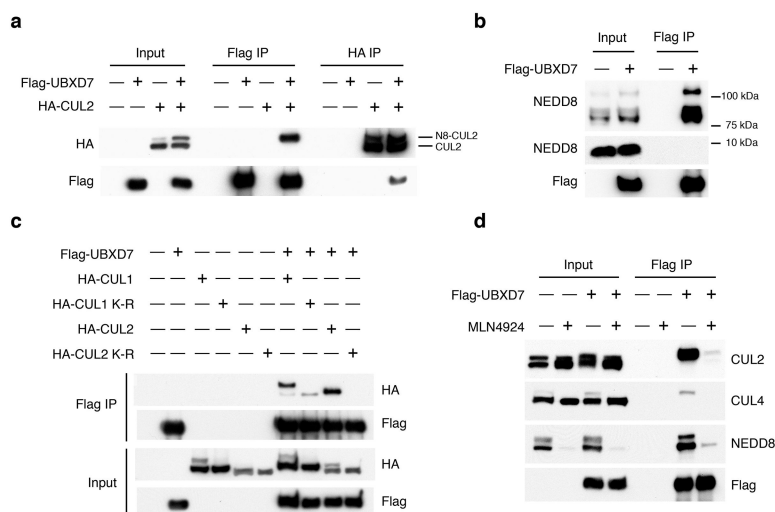 a
Input Flag IP HA IP
Flag-UBXD7 — + — + — + — + — + — +
HA-CUL2 — — + + — — + + — — + +
HA
N8-CUL2
CUL2
Flag
b
Input Flag IP
Flag-UBXD7 — + — +
NEDD8
100 kDa
75 kDa
NEDD8
10 kDa
Flag
c
Flag-UBXD7 — + — — — — + + + +
HA-CUL1 — — + — — — + — — —
HA-CUL1 K-R — — — + — — — + — —
HA-CUL2 — — — — + — — — + —
HA-CUL2 K-R — — — — — + — — — +
Flag IP
HA
Flag
Input
HA
Flag
d
Input Flag IP
Flag-UBXD7 — — + + — — + +
MLN4924 — + — + — + — +
CUL2
CUL4
NEDD8
Flag